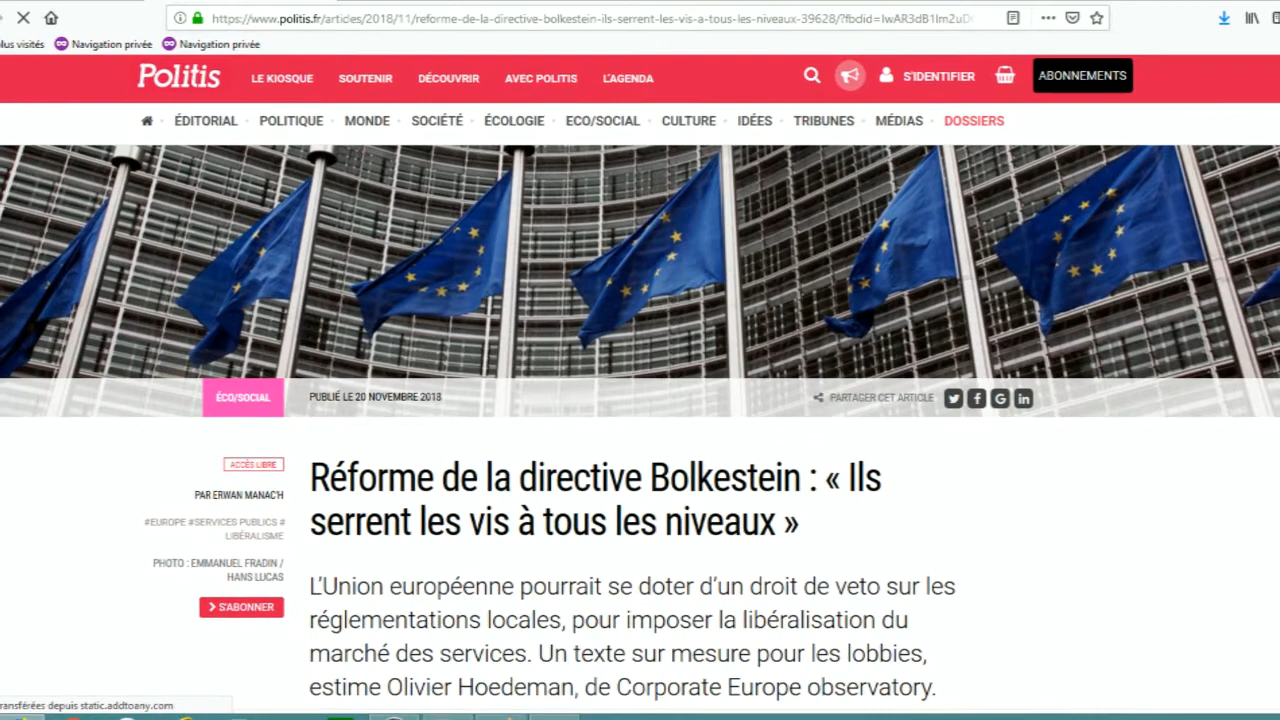 https://www.politis.fr/articles/2018/11/reforme-de-la-directive-bolkestein-ils-serrent-les-vis-a-tous-les-niveaux-39628/?fbdid=IwAR3dB1Im2uD
visités Navigation privée Navigation privée
Politis LE KIOSQUE SOUTENIR DÉCOUVRIR AVEC POLITIS L'AGENDA S'IDENTIFIER ABONNEMENTS
ÉDITORIAL POLITIQUE MONDE SOCIÉTÉ ÉCOLOGIE ECO/SOCIAL CULTURE IDÉES TRIBUNES MÉDIAS DOSSIERS
ÉCO/SOCIAL PUBLIÉ LE 20 NOVEMBRE 2018 PARTAGER CET ARTICLE
ACCÈS LIBRE
PAR ERWAN MANAC'H
#EUROPE #SERVICES PUBLICS #
LIBÉRALISME
PHOTO : EMMANUEL FRADIN /
HANS LUCAS
S'ABONNER
Réforme de la directive Bolkestein : « Ils
serrent les vis à tous les niveaux »
L'Union européenne pourrait se doter d'un droit de veto sur les
réglementations locales, pour imposer la libéralisation du
marché des services. Un texte sur mesure pour les lobbies,
estime Olivier Hoedeman, de Corporate Europe observatory.
depuis static.addtoany.com